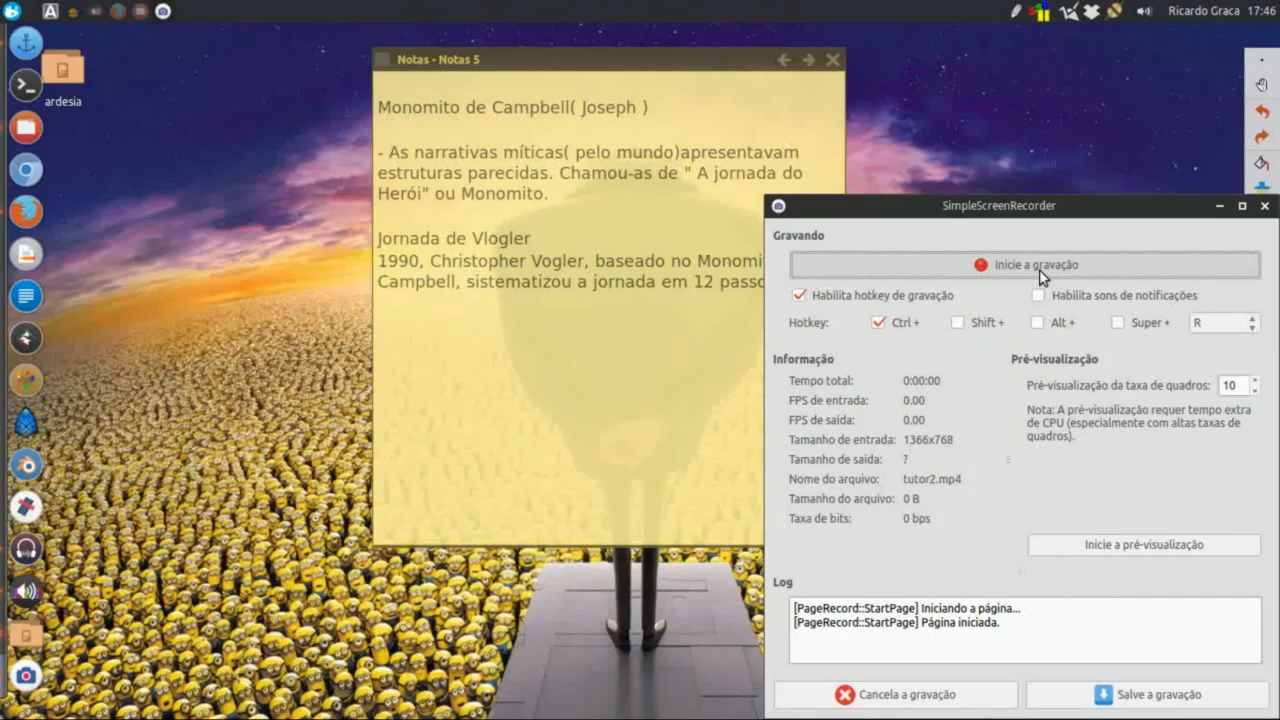 Ricardo Graca 17:46
ardesia
Notas - Notas 5
Monomito de Campbell( Joseph )
- As narrativas míticas( pelo mundo)apresentavam
estruturas parecidas. Chamou-as de " A jornada do
Herói" ou Monomito.
Jornada de Vlogler
1990, Christopher Vogler, baseado no Monomi
Campbell, sistematizou a jornada em 12 passo
SimpleScreenRecorder
Gravando
Inicie a gravação
Habilita hotkey de gravação
Habilita sons de notificações
Hotkey: Ctrl + Shift + Alt + Super + R
Informação
Tempo total: 0:00:00
FPS de entrada: 0.00
FPS de saída: 0.00
Tamanho de entrada: 1366x768
Tamanho de saída: ?
Nome do arquivo: tutor2.mp4
Tamanho do arquivo: 0 B
Taxa de bits: 0 bps
Pré-visualização
Pré-visualização da taxa de quadros: 10
Nota: A pré-visualização requer tempo extra
de CPU (especialmente com altas taxas de
quadros).
Inicie a pré-visualização
Log
[PageRecord::StartPage] Iniciando a página...
[PageRecord::StartPage] Página iniciada.
Cancela a gravação
Salve a gravação